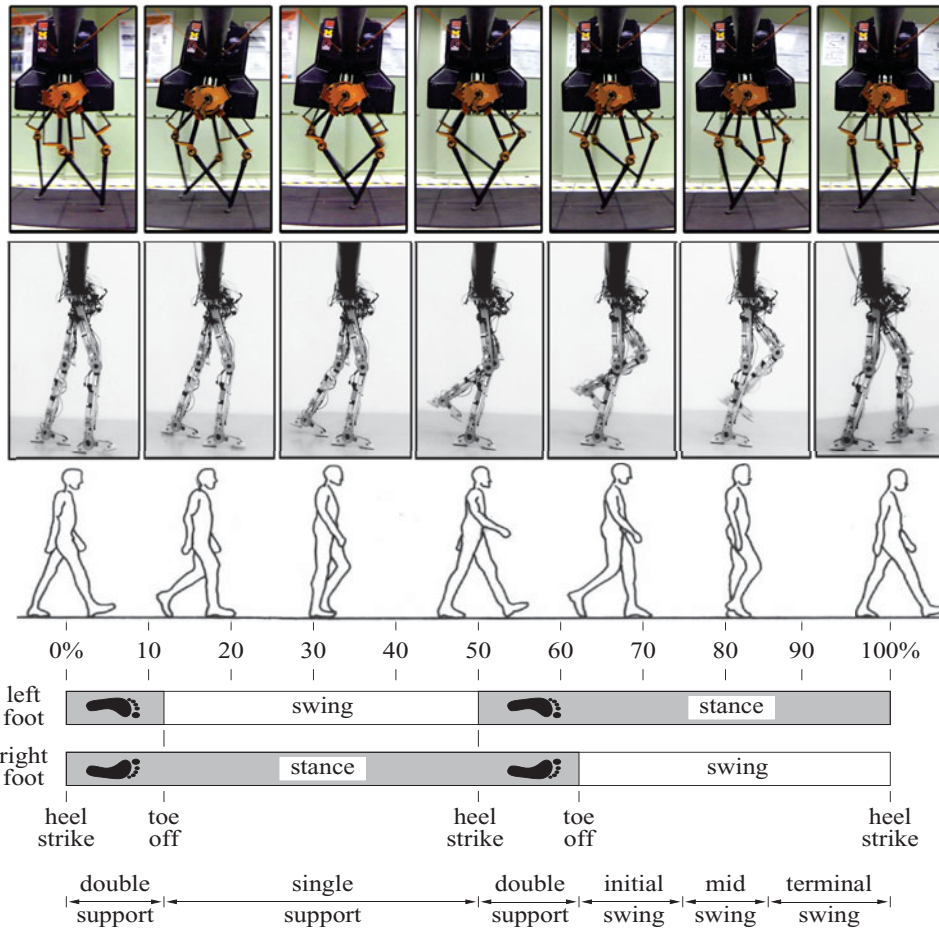 0% 10 20 30 40 50 60 70 80 90 100%
left
foot
swing
stance
right
foot
stance
swing
heel
strike
toe
off
heel
strike
toe
off
heel
strike
double
support
single
support
double
support
initial
swing
mid
swing
terminal
swing